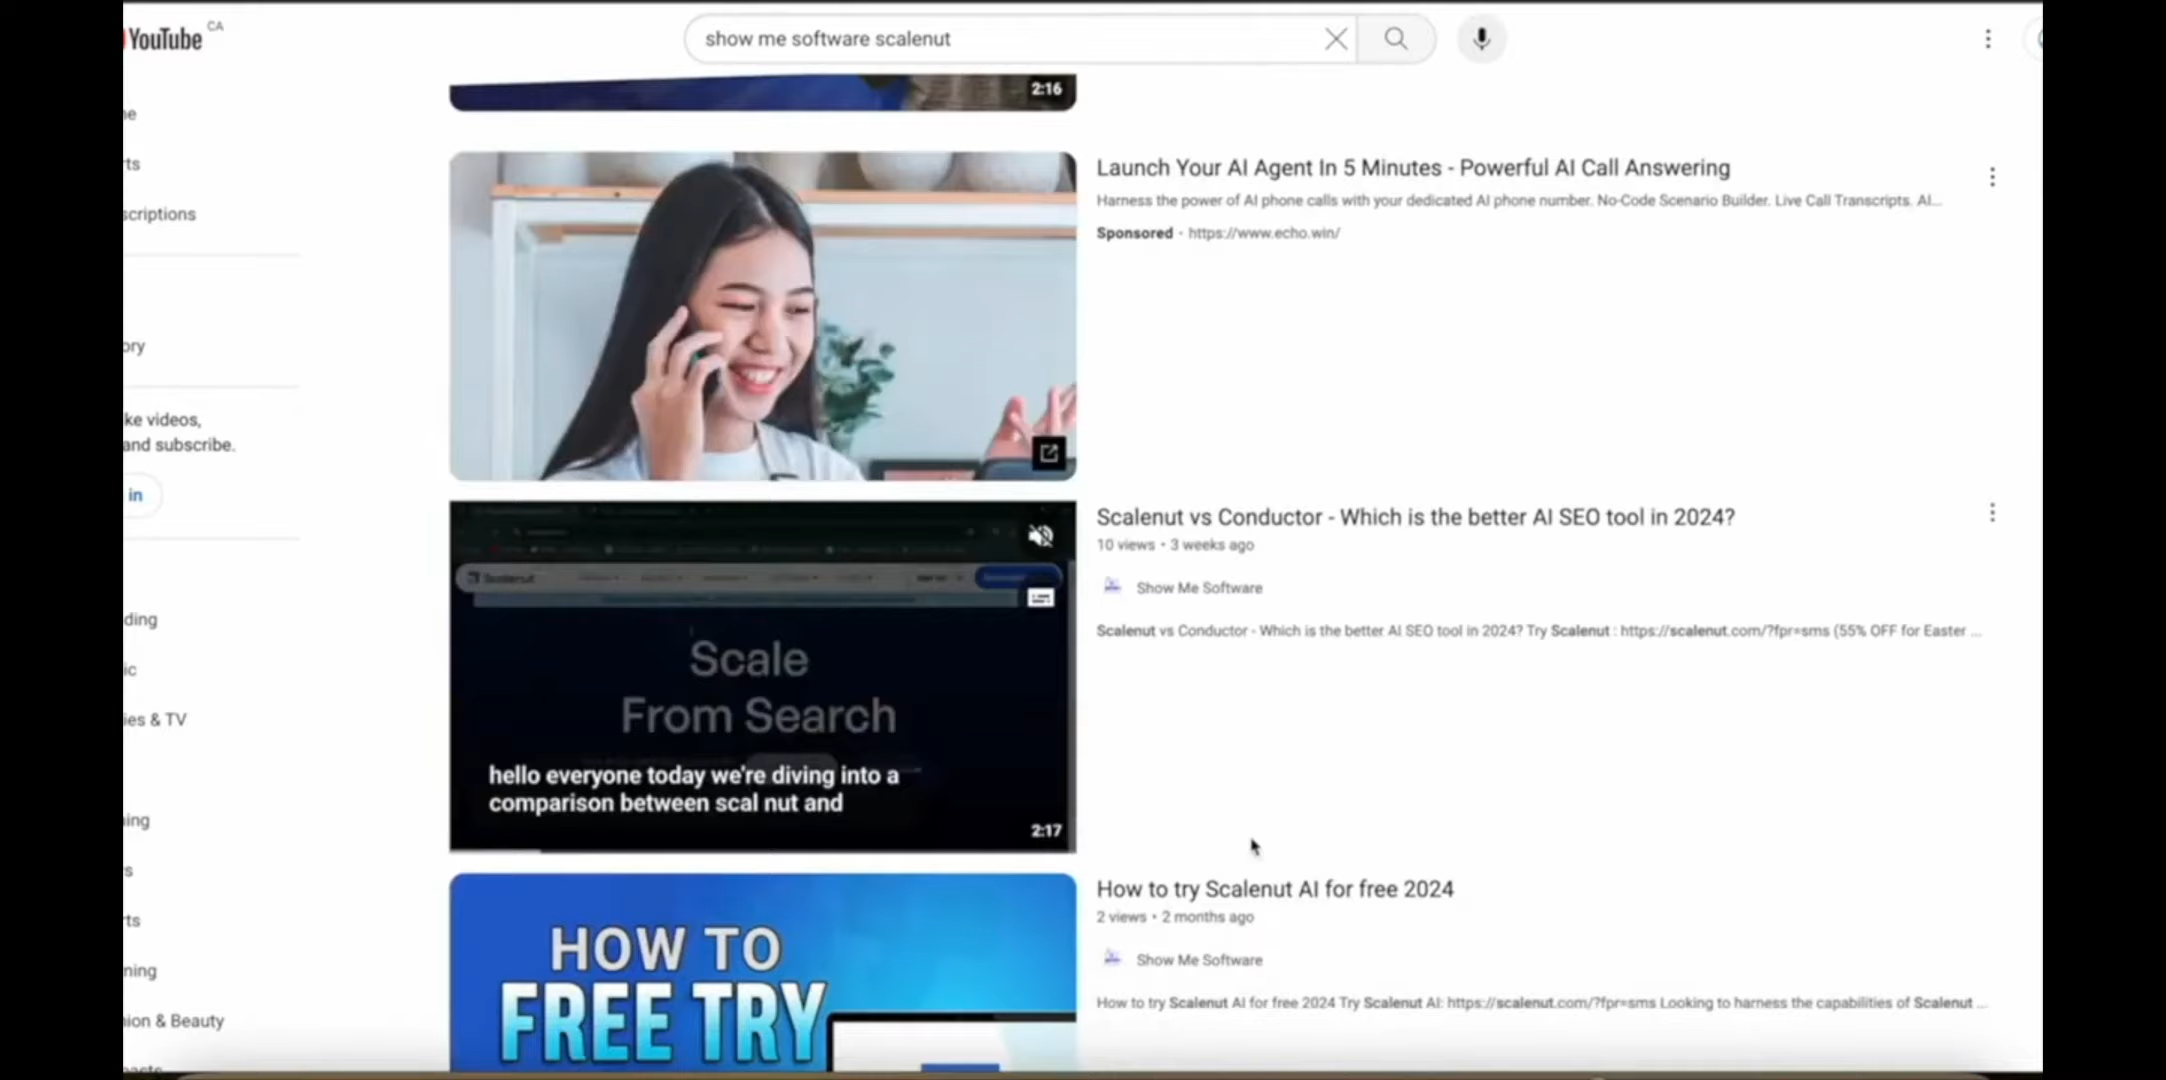 YouTube CA
show me software scalenut
2:16
ne
rts
scriptions
ory
ke videos,
and subscribe.
in
ding
ic
ies & TV
ing
s
rts
ning
ion & Beauty
Launch Your AI Agent In 5 Minutes - Powerful AI Call Answering
Harness the power of AI phone calls with your dedicated AI phone number. No-Code Scenario Builder. Live Call Transcripts. AI...
Sponsored · https://www.echo.win/
Scalenut
Scale
From Search
hello everyone today we're diving into a
comparison between scal nut and
2:17
Scalenut vs Conductor - Which is the better AI SEO tool in 2024?
10 views • 3 weeks ago
Show Me Software
Scalenut vs Conductor - Which is the better AI SEO tool in 2024? Try Scalenut : https://scalenut.com/?fpr=sms (55% OFF for Easter ...
HOW TO
FREE TRY
How to try Scalenut AI for free 2024
2 views • 2 months ago
Show Me Software
How to try Scalenut AI for free 2024 Try Scalenut AI: https://scalenut.com/?fpr=sms Looking to harness the capabilities of Scalenut ...